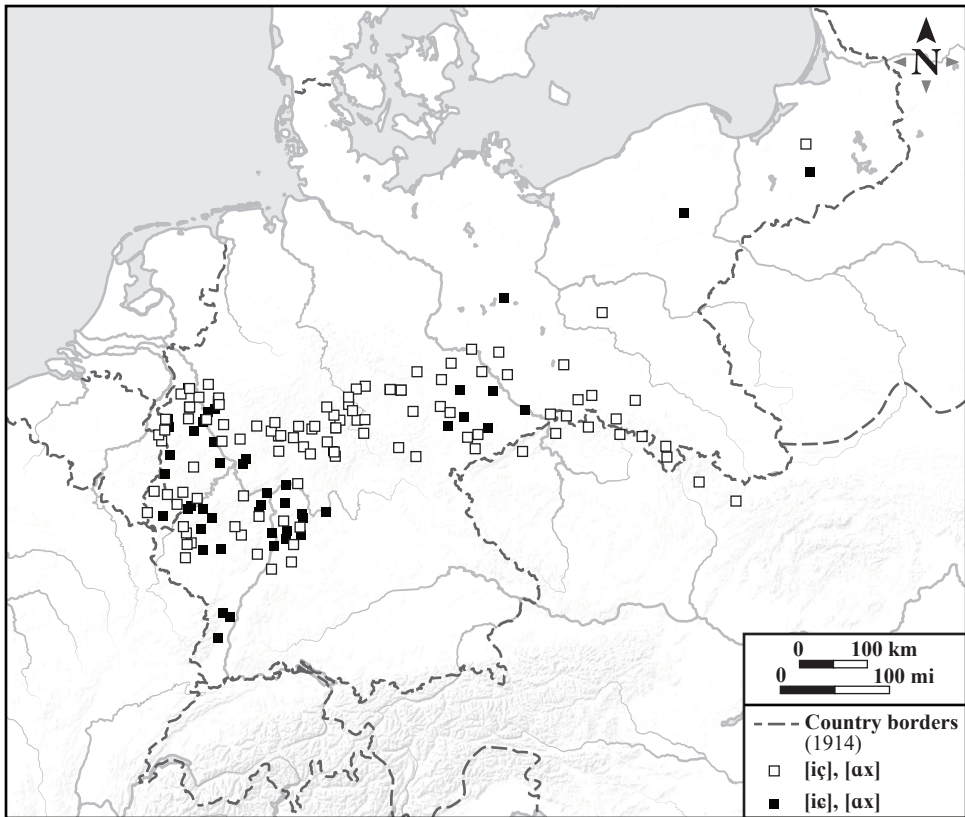 N
0 100 km
0 100 mi
Country borders
(1914)
[iç], [ɑx]
[iɕ], [ɑx]